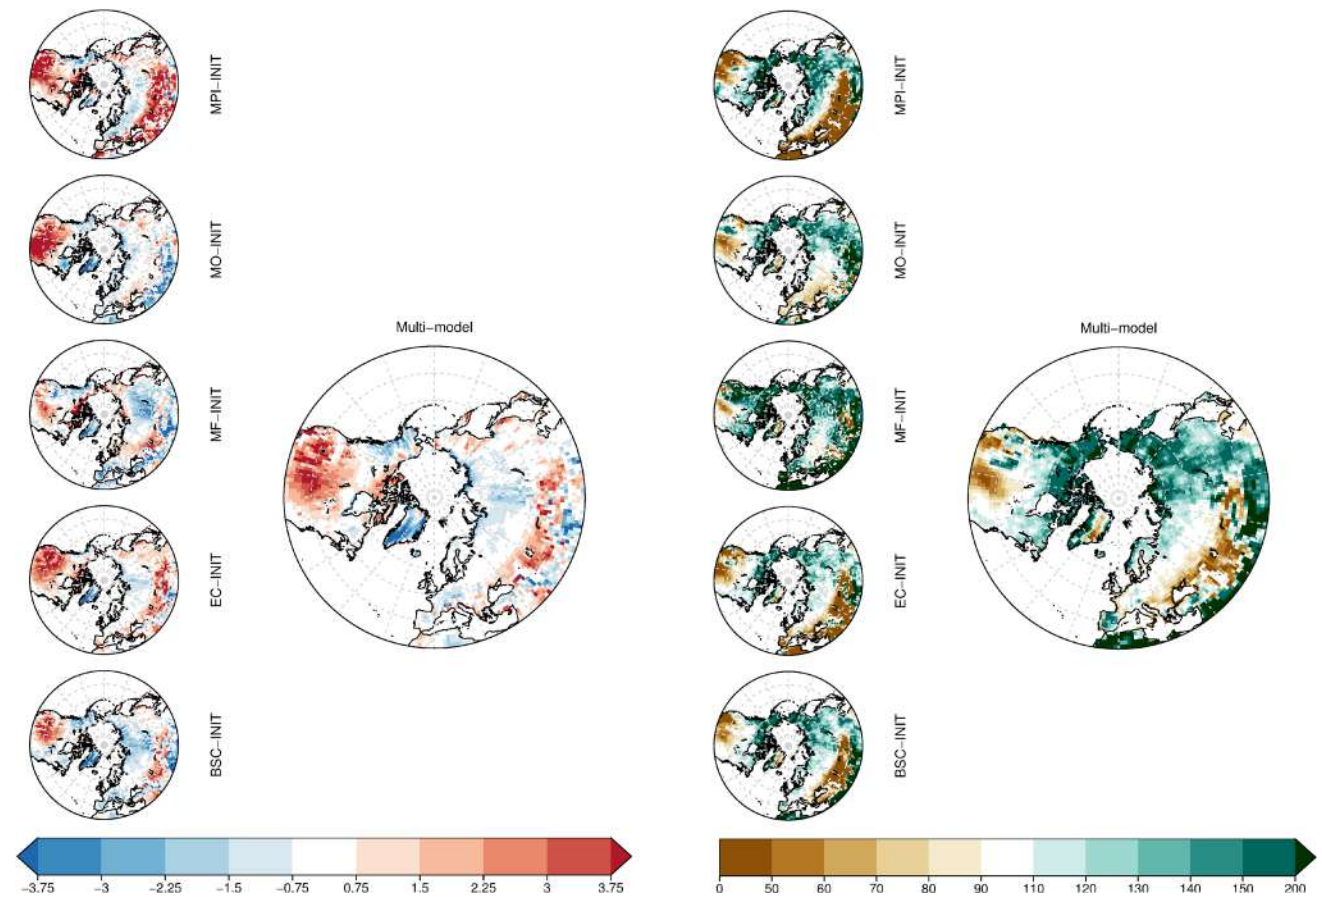 MPI−INIT
MO−INIT
MF−INIT
EC−INIT
BSC−INIT
Multi−model
−3.75 −3 −2.25 −1.5 −0.75 0.75 1.5 2.25 3 3.75
MPI−INIT
MO−INIT
MF−INIT
EC−INIT
BSC−INIT
Multi−model
0 50 60 70 80 90 110 120 130 140 150 200